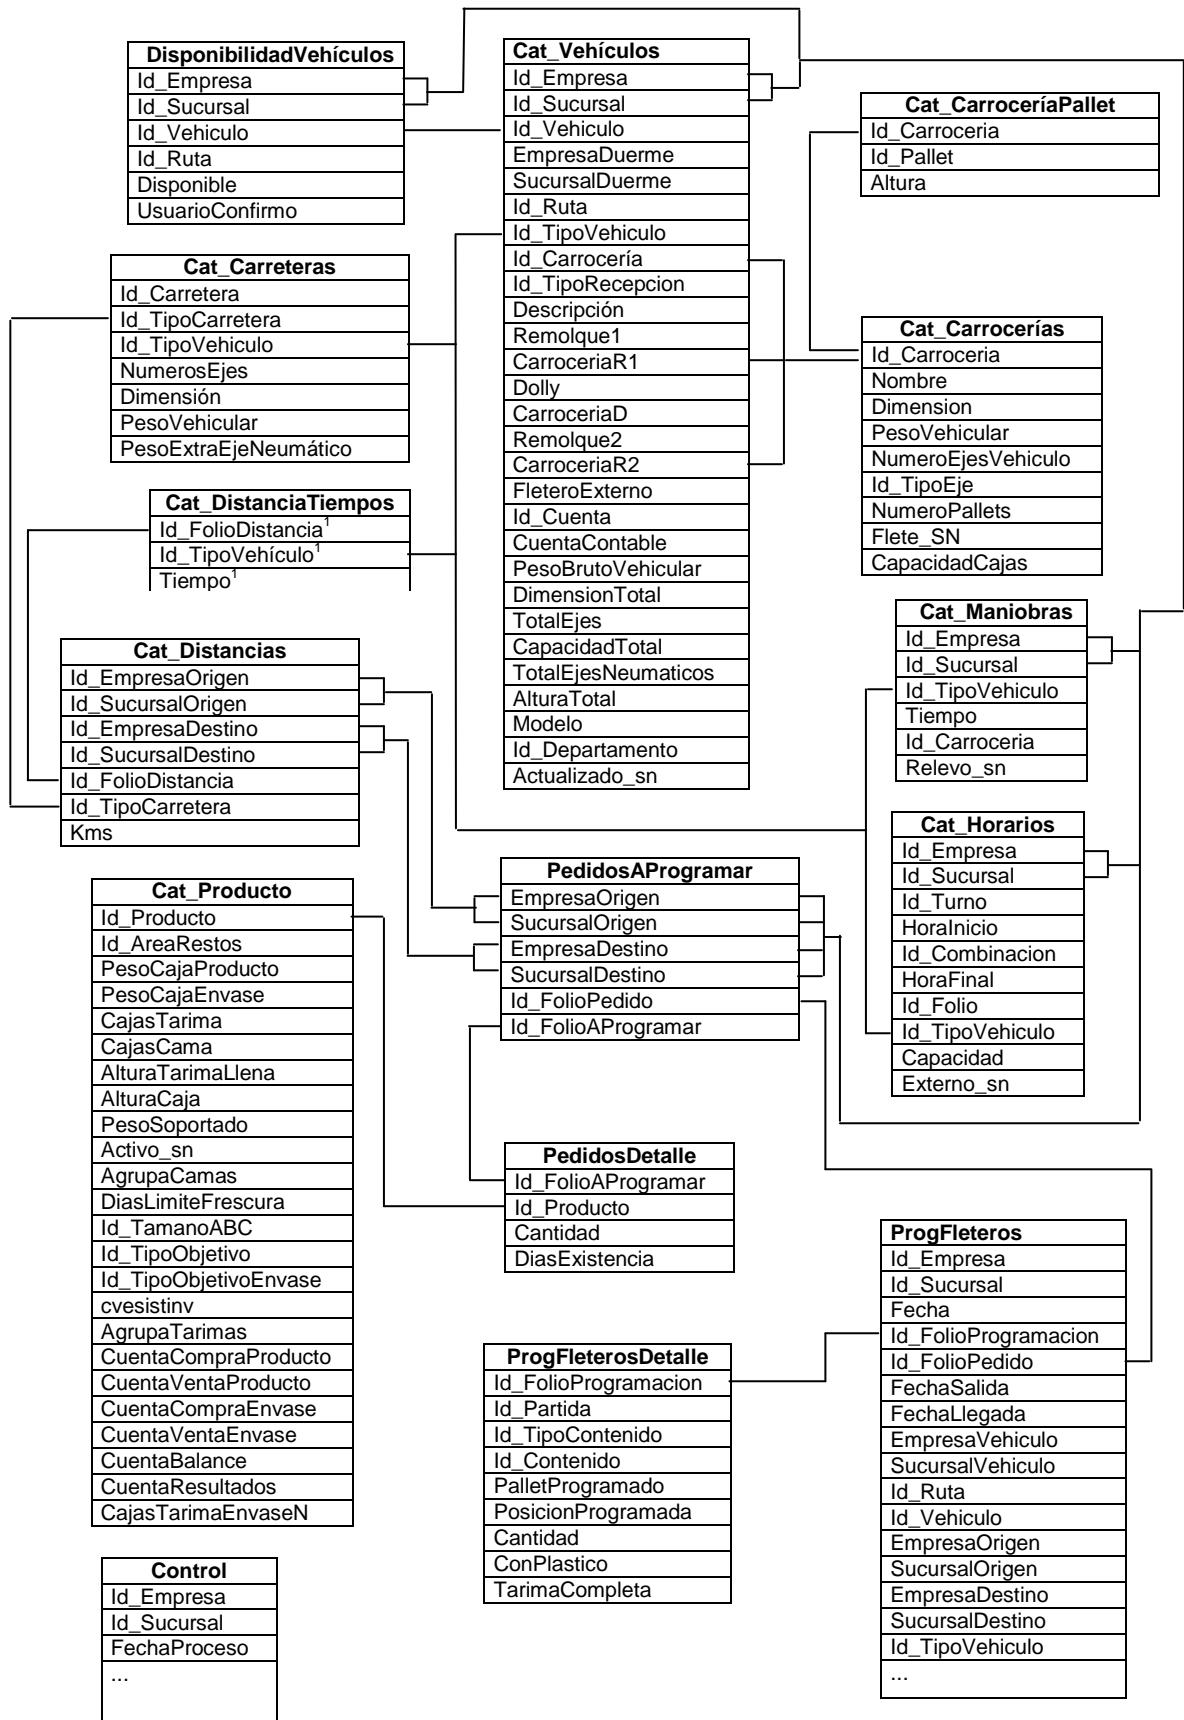 DisponibilidadVehículos
Id_Empresa
Id_Sucursal
Id_Vehiculo
Id_Ruta
Disponible
UsuarioConfirmo
Cat_Vehículos
Id_Empresa
Id_Sucursal
Id_Vehiculo
EmpresaDuerme
SucursalDuerme
Id_Ruta
Id_TipoVehiculo
Id_Carrocería
Id_TipoRecepcion
Descripción
Remolque1
CarroceriaR1
Dolly
CarroceriaD
Remolque2
CarroceriaR2
FleteroExterno
Id_Cuenta
CuentaContable
PesoBrutoVehicular
DimensionTotal
TotalEjes
CapacidadTotal
TotalEjesNeumaticos
AlturaTotal
Modelo
Id_Departamento
Actualizado_sn
Cat_CarroceríaPallet
Id_Carroceria
Id_Pallet
Altura
Cat_Carreteras
Id_Carretera
Id_TipoCarretera
Id_TipoVehiculo
NumerosEjes
Dimensión
PesoVehicular
PesoExtraEjeNeumático
Cat_Carrocerías
Id_Carroceria
Nombre
Dimension
PesoVehicular
NumeroEjesVehiculo
Id_TipoEje
NumeroPallets
Flete_SN
CapacidadCajas
Cat_DistanciaTiempos
Id_FolioDistancia¹
Id_TipoVehículo¹
Tiempo¹
Cat_Maniobras
Id_Empresa
Id_Sucursal
Id_TipoVehiculo
Tiempo
Id_Carroceria
Relevo_sn
Cat_Distancias
Id_EmpresaOrigen
Id_SucursalOrigen
Id_EmpresaDestino
Id_SucursalDestino
Id_FolioDistancia
Id_TipoCarretera
Kms
Cat_Horarios
Id_Empresa
Id_Sucursal
Id_Turno
HoraInicio
Id_Combinacion
HoraFinal
Id_Folio
Id_TipoVehiculo
Capacidad
Externo_sn
PedidosAProgramar
EmpresaOrigen
SucursalOrigen
EmpresaDestino
SucursalDestino
Id_FolioPedido
Id_FolioAProgramar
Cat_Producto
Id_Producto
Id_AreaRestos
PesoCajaProducto
PesoCajaEnvase
CajasTarima
CajasCama
AlturaTarimaLlena
AlturaCaja
PesoSoportado
Activo_sn
AgrupaCamas
DiasLimiteFrescura
Id_TamanoABC
Id_TipoObjetivo
Id_TipoObjetivoEnvase
cvesistinv
AgrupaTarimas
CuentaCompraProducto
CuentaVentaProducto
CuentaCompraEnvase
CuentaVentaEnvase
CuentaBalance
CuentaResultados
CajasTarimaEnvaseN
PedidosDetalle
Id_FolioAProgramar
Id_Producto
Cantidad
DiasExistencia
ProgFleteros
Id_Empresa
Id_Sucursal
Fecha
Id_FolioProgramacion
Id_FolioPedido
FechaSalida
FechaLlegada
EmpresaVehiculo
SucursalVehiculo
Id_Ruta
Id_Vehiculo
EmpresaOrigen
SucursalOrigen
EmpresaDestino
SucursalDestino
Id_TipoVehiculo
...
ProgFleterosDetalle
Id_FolioProgramacion
Id_Partida
Id_TipoContenido
Id_Contenido
PalletProgramado
PosicionProgramada
Cantidad
ConPlastico
TarimaCompleta
Control
Id_Empresa
Id_Sucursal
FechaProceso
...